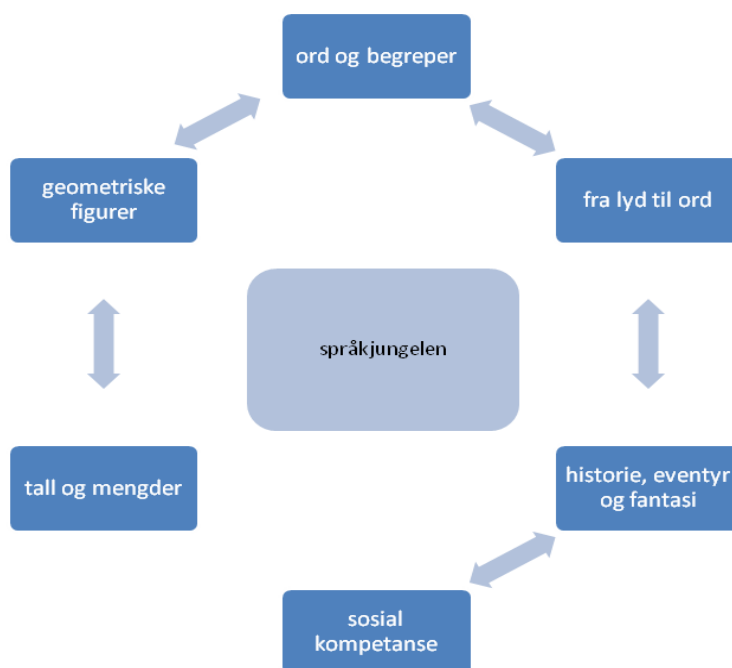 ord og begreper
geometriske
figurer
fra lyd til ord
språkjungelen
tall og mengder
historie, eventyr
og fantasi
sosial
kompetanse